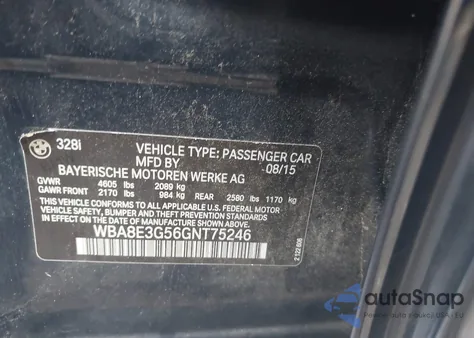 328i
VEHICLE TYPE: PASSENGER CAR
MFD BY 08/15
BAYERISCHE MOTOREN WERKE AG
GVWR 4605 lbs 2089 kg
GAWR FRONT 2170 lbs 984 kg REAR 2580 lbs 1170 kg
THIS VEHICLE CONFORMS TO ALL APPLICABLE U.S. FEDERAL
MOTOR VEHICLE SAFETY, BUMPER, AND THEFT PREVENTION
STANDARDS IN EFFECT ON THE DATE OF MANUFACTURE SHOWN ABOVE.
WBA8E3G56GNT75246
autoSnap